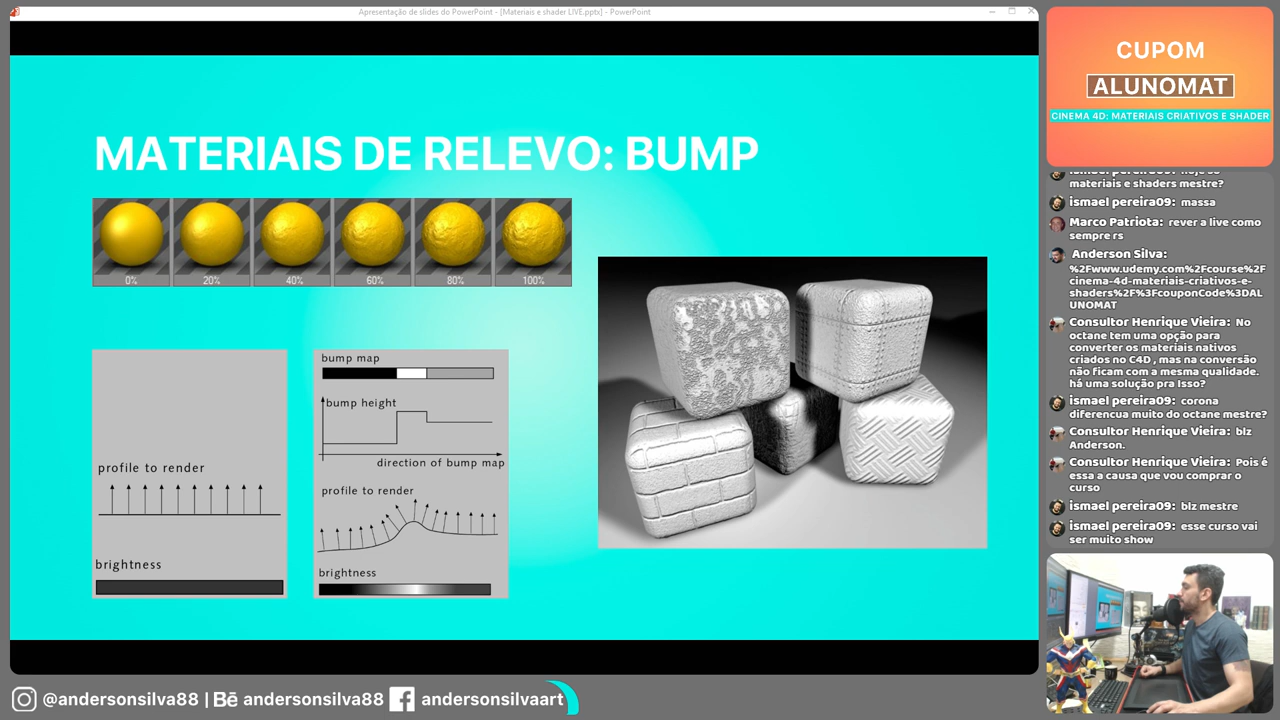 Apresentação de slides do PowerPoint - [Materiais e shader LIVE.pptx] - PowerPoint
MATERIAIS DE RELEVO: BUMP
0% 20% 40% 60% 80% 100%
profile to render
brightness
bump map
bump height
direction of bump map
profile to render
brightness
CUPOM
ALUNOMAT
CINEMA 4D: MATERIAIS CRIATIVOS E SHADER
materiais e shaders mestre?
ismael pereira09: massa
Marco Patriota: rever a live como
sempre rs
Anderson Silva:
%2Fwww.udemy.com%2Fcourse%2F
cinema-4d-materiais-criativos-e-
shaders%2F%3FcouponCode%3DAL
UNOMAT
Consultor Henrique Vieira: No
octane tem uma opção para
converter os materiais nativos
criados no C4D , mas na conversão
não ficam com a mesma qualidade.
há uma solução pra Isso?
ismael pereira09: corona
diferencua muito do octane mestre?
Consultor Henrique Vieira: blz
Anderson.
Consultor Henrique Vieira: Pois é
essa a causa que vou comprar o
curso
ismael pereira09: blz mestre
ismael pereira09: esse curso vai
ser muito show
@andersonsilva88 | Bē andersonsilva88 andersonsilvaart